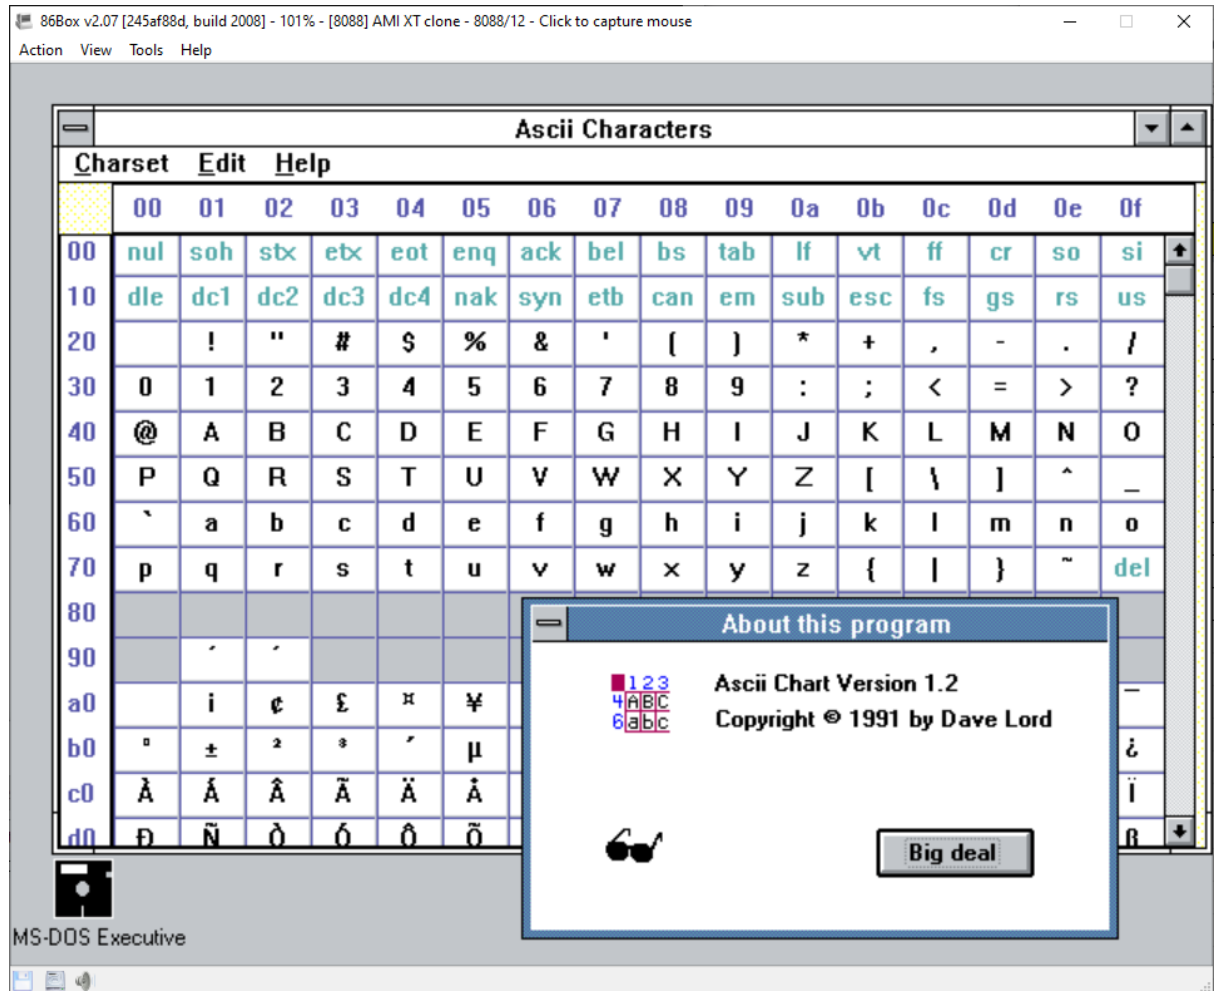 86Box v2.07 [245af88d, build 2008] - 101% - [8088] AMI XT clone - 8088/12 - Click to capture mouse
Action View Tools Help
Ascii Characters
Charset Edit Help
00 01 02 03 04 05 06 07 08 09 0a 0b 0c 0d 0e 0f
00 nul soh stx etx eot enq ack bel bs tab lf vt ff cr so si
10 dle dc1 dc2 dc3 dc4 nak syn etb can em sub esc fs gs rs us
20 ! " # $ % & ' ( ) * + , - . /
30 0 1 2 3 4 5 6 7 8 9 : ; < = > ?
40 @ A B C D E F G H I J K L M N O
50 P Q R S T U V W X Y Z [ \ ] ^ _
60 ` a b c d e f g h i j k l m n o
70 p q r s t u v w x y z { | } ~ del
80
90 ´ ´
a0 ¡ ¢ £ ¤ ¥ ¯
b0 º ± ² ³ ´ µ ¿
c0 À Á Â Ã Ä Å Ï
d0 Ð Ñ Ò Ó Ô Õ ß
About this program
123
4ABC
6abc
Ascii Chart Version 1.2
Copyright © 1991 by Dave Lord
Big deal
MS-DOS Executive